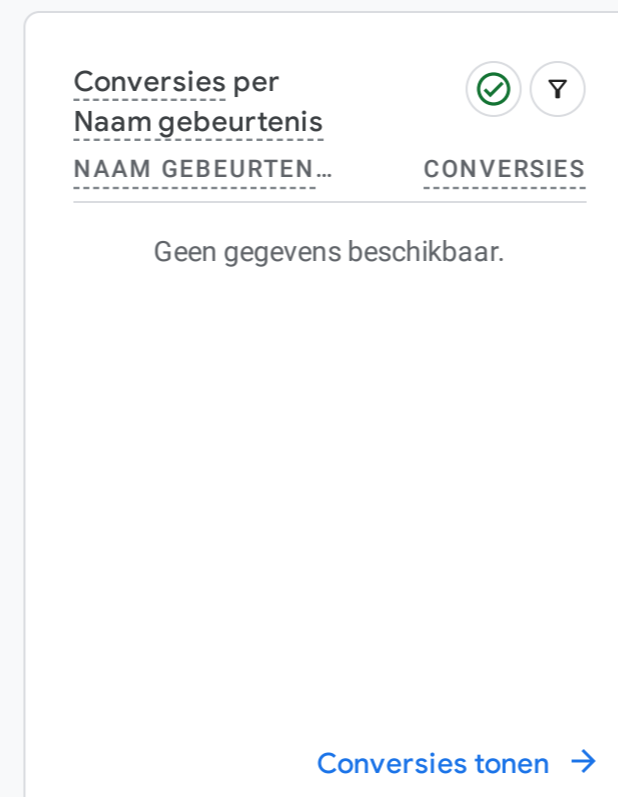 Conversies per
Naam gebeurtenis
NAAM GEBEURTEN…
CONVERSIES
Geen gegevens beschikbaar.
Conversies tonen